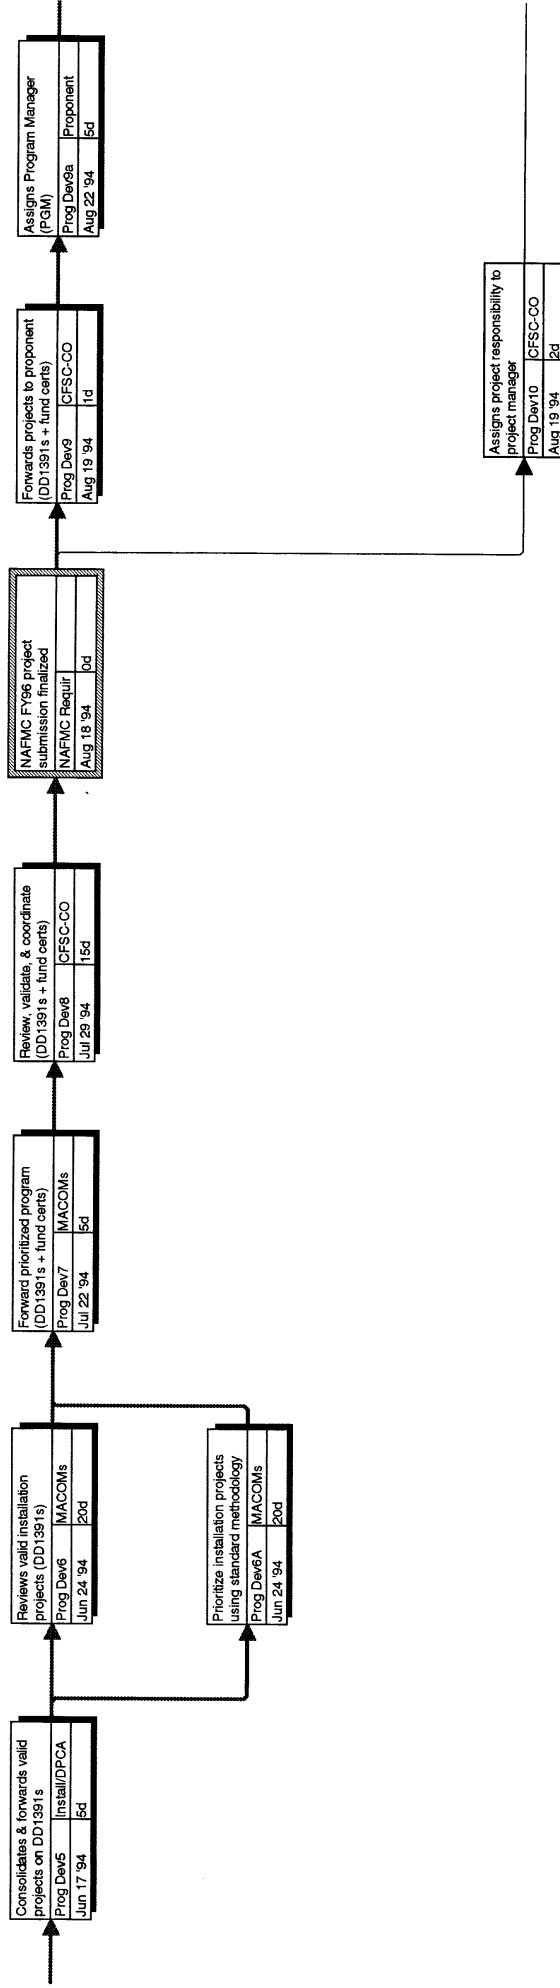 Consolidates & forwards valid
projects on DD1391s
Prog Dev5 Install/DPCA
Jun 17 '94 5d
Reviews valid installation
projects (DD1391s)
Prog Dev6 MACOMs
Jun 24 '94 20d
Prioritize installation projects
using standard methodology
Prog Dev6A MACOMs
Jun 24 '94 20d
Forward prioritized program
(DD1391s + fund certs)
Prog Dev7 MACOMs
Jul 22 '94 5d
Review, validate, & coordinate
(DD1391s + fund certs)
Prog Dev8 CFSC-CO
Jul 29 '94 15d
NAFMC FY96 project
submission finalized
NAFMC Requir
Aug 18 '94 0d
Forwards projects to proponent
(DD1391s + fund certs)
Prog Dev9 CFSC-CO
Aug 19 '94 1d
Assigns Program Manager
(PGM)
Prog Dev9a Proponent
Aug 22 '94 5d
Assigns project responsibility to
project manager
Prog Dev10 CFSC-CO
Aug 19 '94 2d